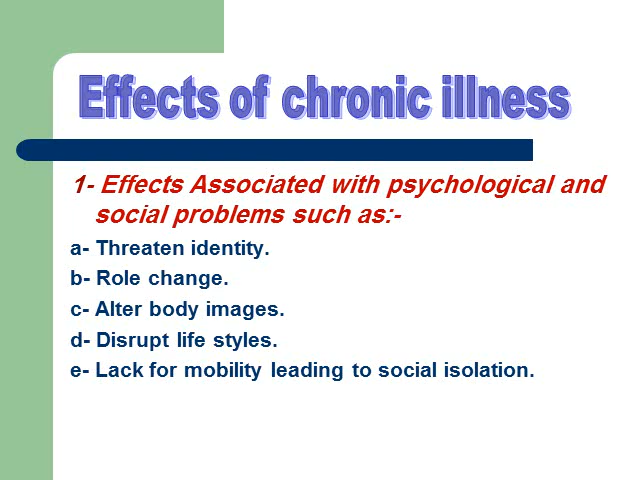 Effects of chronic illness
1- Effects Associated with psychological and
social problems such as:-
a- Threaten identity.
b- Role change.
c- Alter body images.
d- Disrupt life styles.
e- Lack for mobility leading to social isolation.